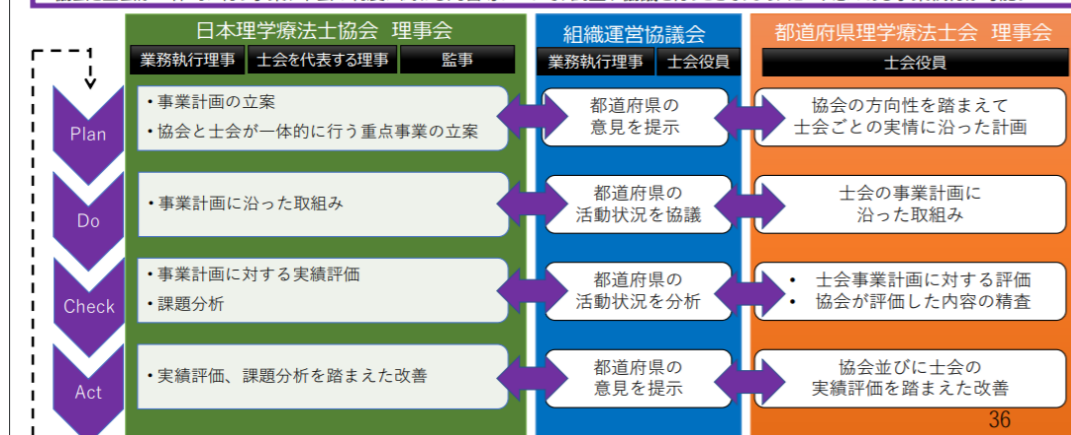 日本理学療法士協会 理事会
業務執行理事 士会を代表する理事 監事
組織運営協議会
業務執行理事 士会役員
都道府県理学療法士会 理事会
士会役員
Plan
・事業計画の立案
・協会と士会が一体的に行う重点事業の立案
都道府県の
意見を提示
協会の方向性を踏まえて
士会ごとの実情に沿った計画
Do
・事業計画に沿った取組み
都道府県の
活動状況を協議
士会の事業計画に
沿った取組み
Check
・事業計画に対する実績評価
・課題分析
都道府県の
活動状況を分析
• 士会事業計画に対する評価
• 協会が評価した内容の精査
Act
・実績評価、課題分析を踏まえた改善
都道府県の
意見を提示
協会並びに士会の
実績評価を踏まえた改善
36